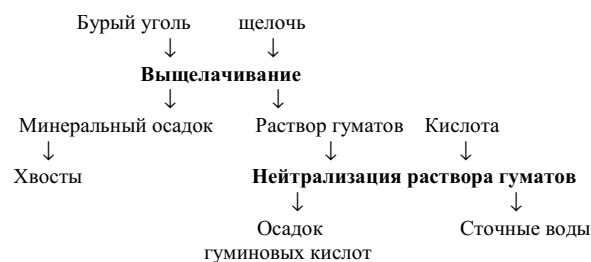 Бурый уголь щелочь
↓ ↓
Выщелачивание
↓ ↓
Минеральный осадок Раствор гуматов Кислота
↓ ↓ ↓
Хвосты Нейтрализация раствора гуматов
↓ ↓
Осадок Сточные воды
гуминовых кислот